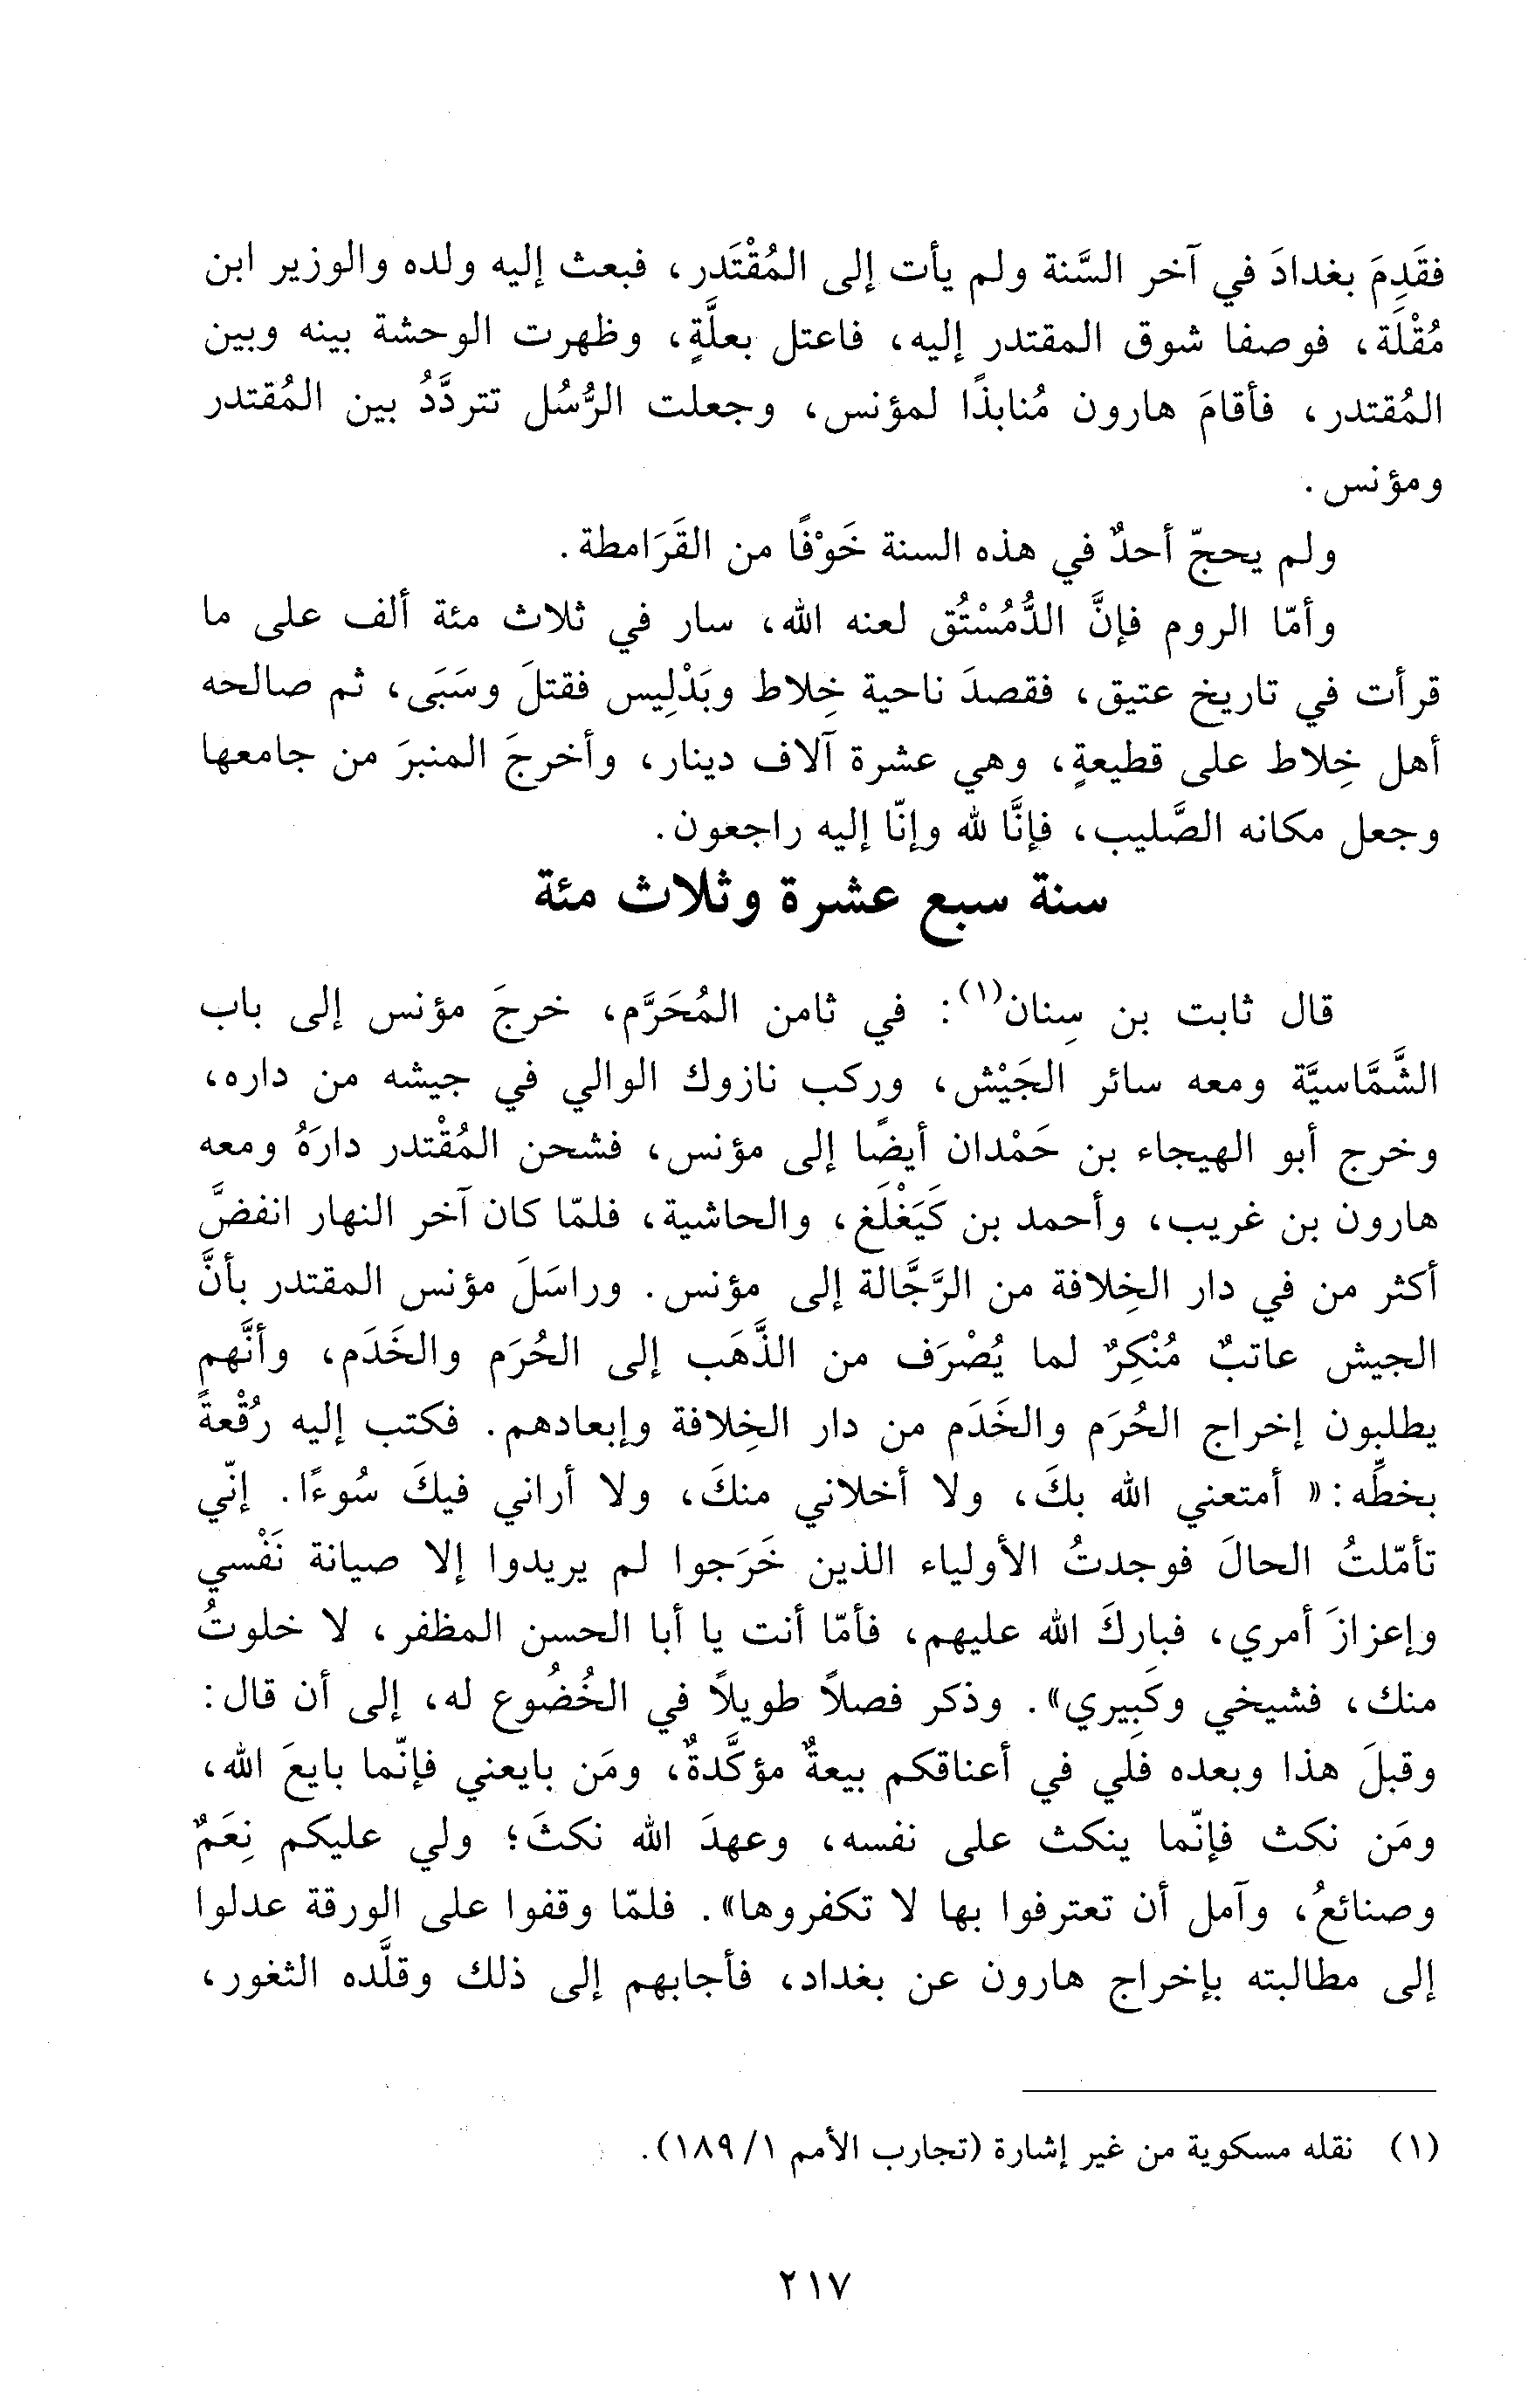 فقَدِمَ بغدادَ في آخر السَّنة ولم يأت إلى المُقْتَدر، فبعث إليه ولده والوزير ابن
مُقْلَة، فوصفا شوق المقتدر إليه، فاعتل بعلَّةٍ، وظهرت الوحشة بينه وبين
المُقتدر، فأقامَ هارون مُنابذًا لمؤنس، وجعلت الرُّسُل تتردَّدُ بين المُقتدر
ومؤنس.
ولم يحجّ أحدٌ في هذه السنة خَوْفًا من القَرَامطة.
وأمّا الروم فإنَّ الدُّمُسْتُق لعنه الله، سار في ثلاث مئة ألف على ما
قرأت في تاريخ عتيق، فقصدَ ناحية خِلاط وبَدْلِيس فقتلَ وسَبَى، ثم صالحه
أهل خِلاط على قطيعةٍ، وهي عشرة آلاف دينار، وأخرجَ المنبرَ من جامعها
وجعل مكانه الصَّليب، فإنَّا لله وإنّا إليه راجعون.
سنة سبع عشرة وثلاث مئة
قال ثابت بن سِنان(١): في ثامن المُحَرَّم، خرجَ مؤنس إلى باب
الشَّمَّاسيَّة ومعه سائر الجَيْش، وركب نازوك الوالي في جيشه من داره،
وخرج أبو الهيجاء بن حَمْدان أيضًا إلى مؤنس، فشحن المُقْتدر دارَهُ ومعه
هارون بن غريب، وأحمد بن كَيَغْلَغ، والحاشية، فلمّا كان آخر النهار انفضَّ
أكثر من في دار الخِلافة من الرَّجَّالة إلى مؤنس. وراسَلَ مؤنس المقتدر بأنَّ
الجيش عاتبٌ مُنْكِرٌ لما يُصْرَف من الذَّهَب إلى الحُرَم والخَدَم، وأنَّهم
يطلبون إخراج الحُرَم والخَدَم من دار الخِلافة وإبعادهم. فكتب إليه رُقْعةً
بخطِّه: «أمتعني الله بكَ، ولا أخلاني منكَ، ولا أراني فيكَ سُوءًا. إنّي
تأمّلتُ الحالَ فوجدتُ الأولياء الذين خَرَجوا لم يريدوا إلا صيانة نَفْسي
وإعزازَ أمري، فباركَ الله عليهم، فأمّا أنت يا أبا الحسن المظفر، لا خلوتُ
منك، فشيخي وكَبِيري». وذكر فصلاً طويلاً في الخُضُوع له، إلى أن قال:
وقبلَ هذا وبعده فلي في أعناقكم بيعةٌ مؤكَّدةٌ، ومَن بايعني فإنّما بايعَ الله،
ومَن نكث فإنّما ينكث على نفسه، وعهدَ الله نكثَ؛ ولي عليكم نِعَمٌ
وصنائعُ، وآمل أن تعترفوا بها لا تكفروها». فلمّا وقفوا على الورقة عدلوا
إلى مطالبته بإخراج هارون عن بغداد، فأجابهم إلى ذلك وقلَّده الثغور،
(١) نقله مسكوية من غير إشارة (تجارب الأمم ١/ ١٨٩).
٢١٧